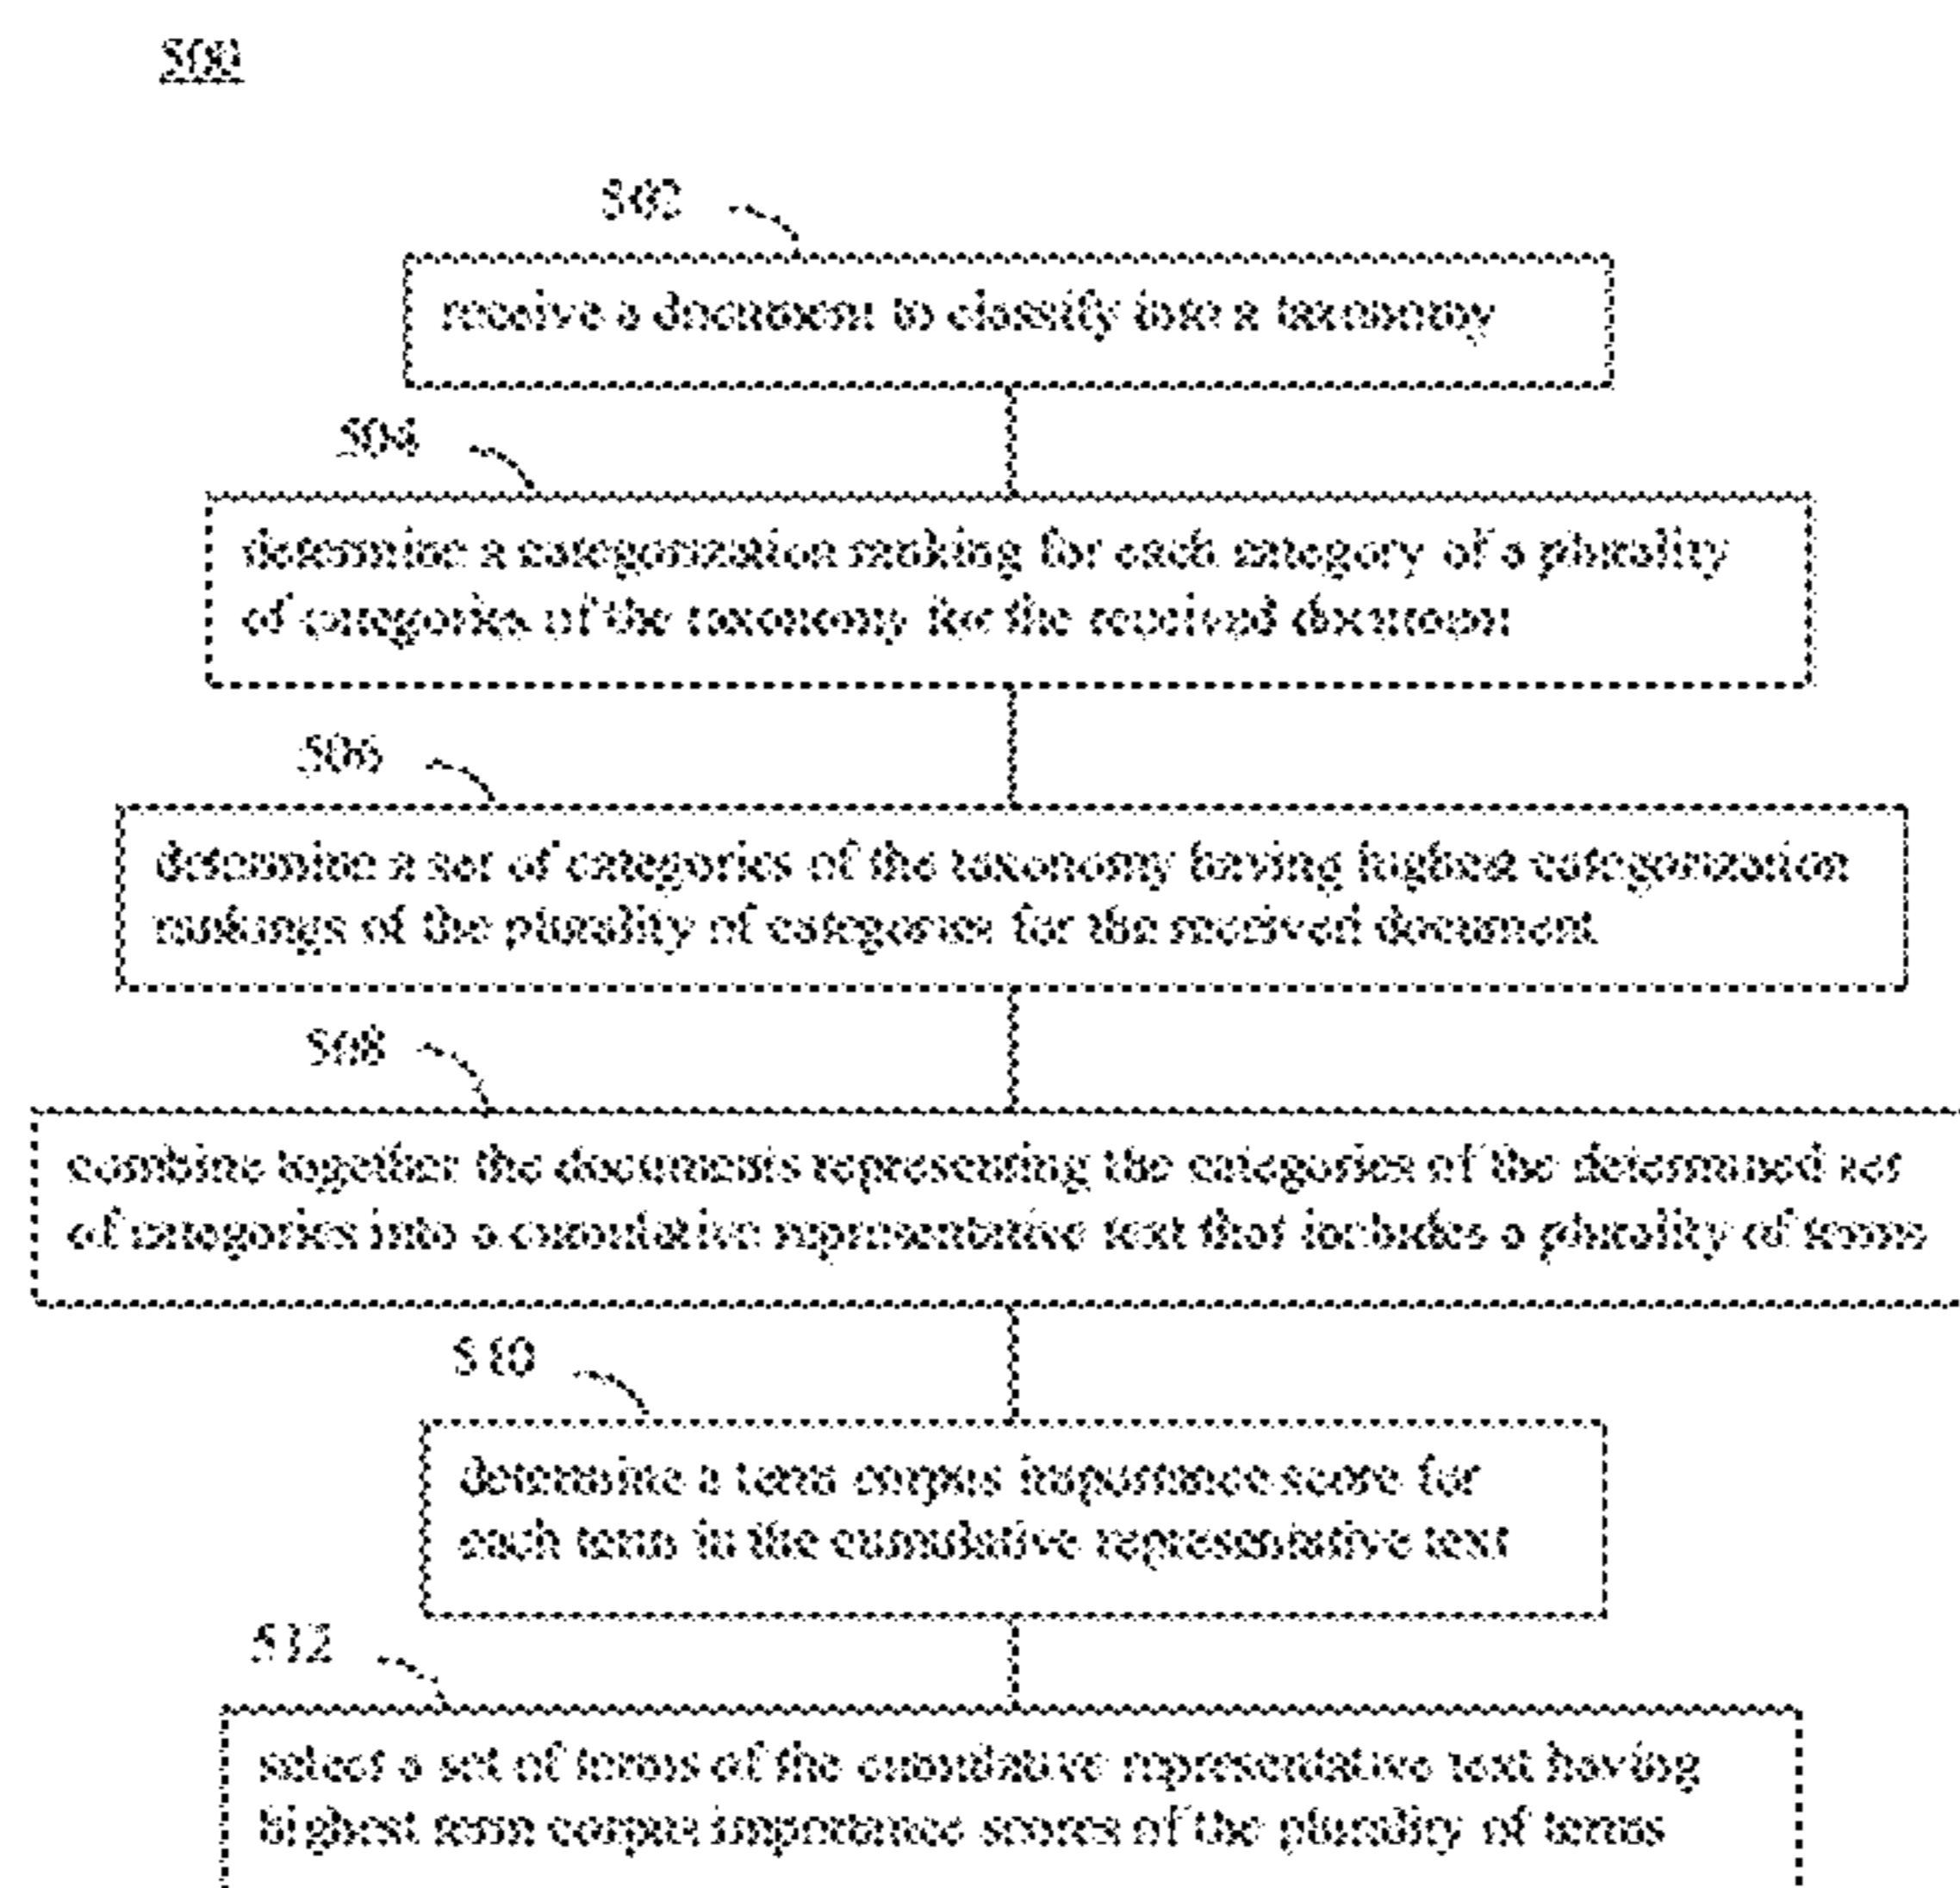 500
502
receive a document to classify into a taxonomy
504
determine a categorization ranking for each category of a plurality
of categories of the taxonomy for the received document
506
determine a set of categories of the taxonomy having highest categorization
rankings of the plurality of categories for the received document
508
combine together the documents representing the categories of the determined set
of categories into a cumulative representative text that includes a plurality of terms
510
determine a term corpus importance score for
each term in the cumulative representative text
512
select a set of terms of the cumulative representative text having
highest term corpus importance scores of the plurality of terms